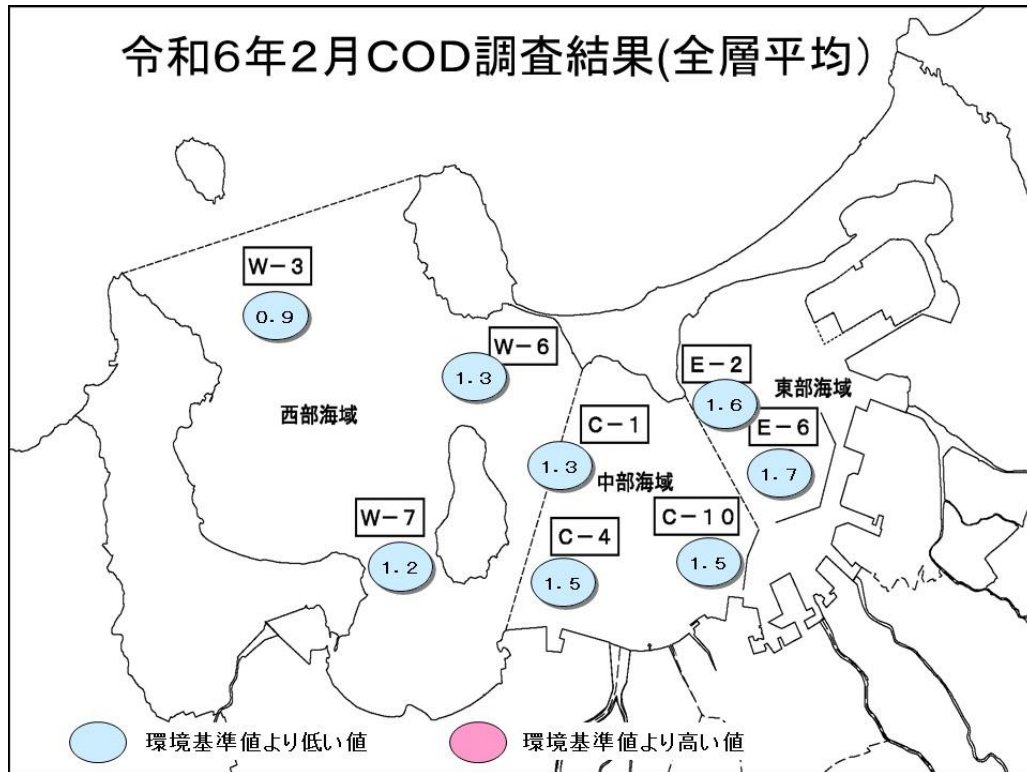 令和6年2月COD調査結果(全層平均)
W-3
0.9
W-6
1.3
E-2
1.6
東部海域
西部海域
C-1
1.3
E-6
1.7
中部海域
W-7
1.2
C-4
1.5
C-10
1.5
環境基準値より低い値
環境基準値より高い値